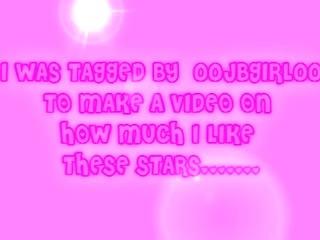 I was tagged by oojbgirloo
to make a video on
how much I like
these stars.......